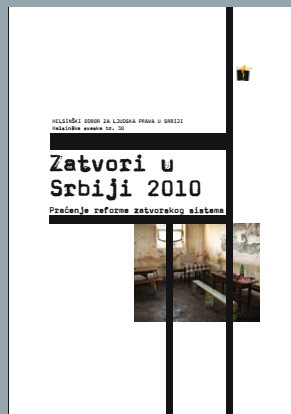 HELSINŠKI ODBOR ZA LJUDSKA PRAVA U SRBIJI
Helsinške sveske br. 30
Zatvori u
Srbiji 2010
Praćenje reforme zatvorskog sistema